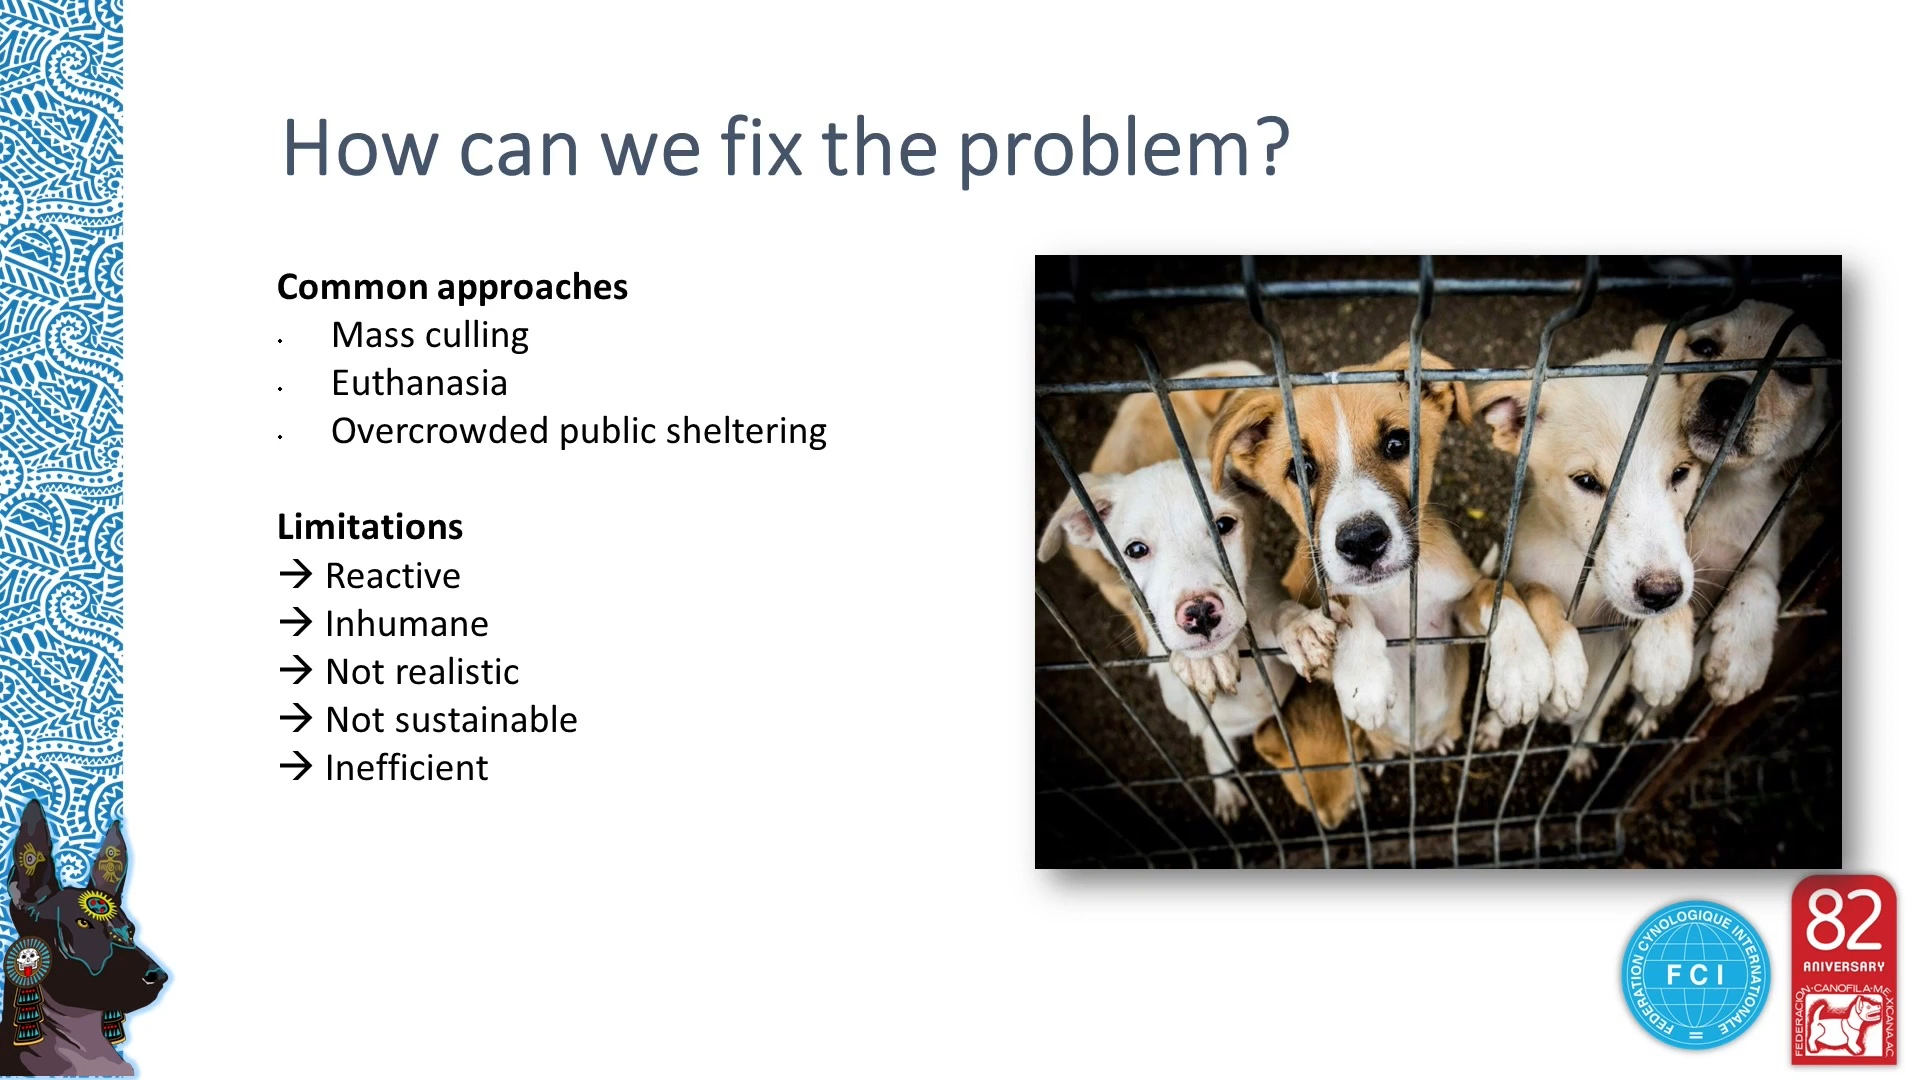 How can we fix the problem?
Common approaches
· Mass culling
· Euthanasia
· Overcrowded public sheltering
Limitations
→ Reactive
→ Inhumane
→ Not realistic
→ Not sustainable
→ Inefficient
FEDERATION CYNOLOGIQUE INTERNATIONALE
FCI
82
ANIVERSARY
FEDERACION·CANOFILA·MEXICANA.AC